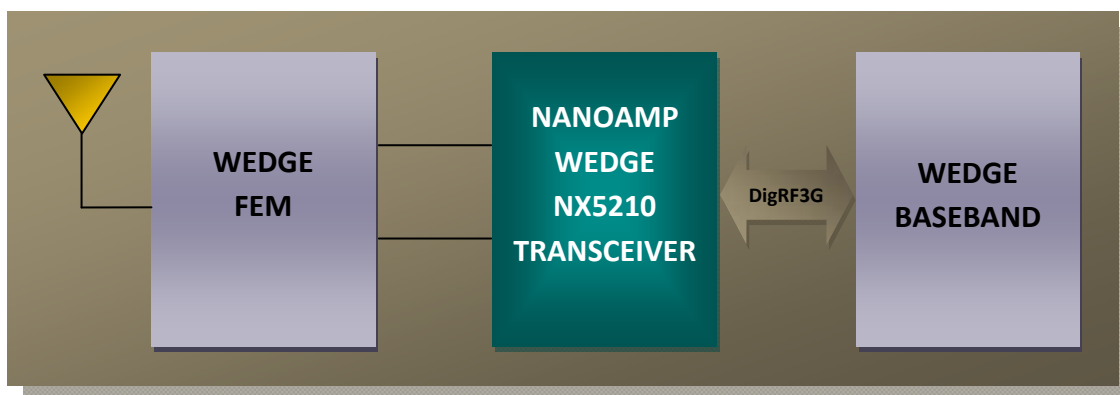 WEDGE
FEM
NANOAMP
WEDGE
NX5210
TRANSCEIVER
DigRF3G
WEDGE
BASEBAND